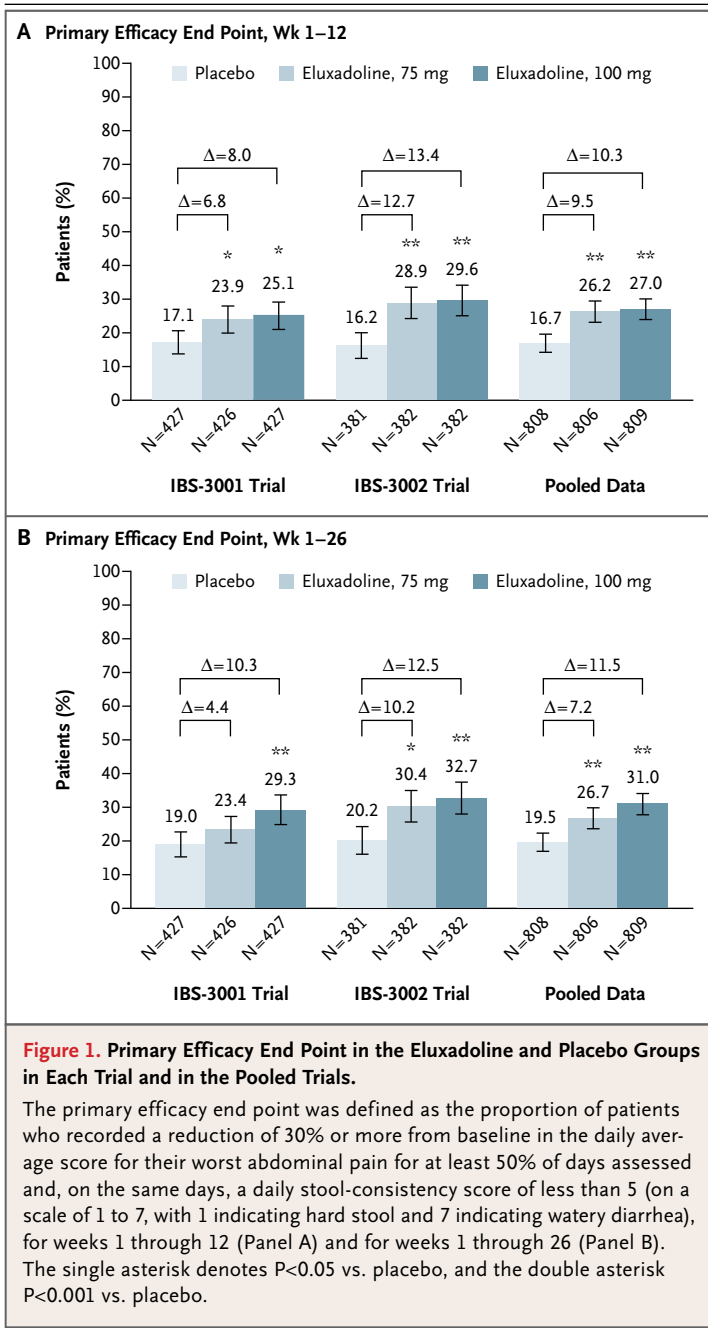 A Primary Efficacy End Point, Wk 1–12
100
90
80
70
60
50
40
30
20
10
0
Patients (%)
Placebo
Eluxadoline, 75 mg
Eluxadoline, 100 mg
Δ=8.0
Δ=6.8
* *
17.1 23.9 25.1
Δ=13.4
Δ=12.7
** **
16.2 28.9 29.6
Δ=10.3
Δ=9.5
** **
16.7 26.2 27.0
N=427 N=426 N=427
N=381 N=382 N=382
N=808 N=806 N=809
IBS-3001 Trial
IBS-3002 Trial
Pooled Data
B Primary Efficacy End Point, Wk 1–26
100
90
80
70
60
50
40
30
20
10
0
Patients (%)
Placebo
Eluxadoline, 75 mg
Eluxadoline, 100 mg
Δ=10.3
Δ=4.4
**
19.0 23.4 29.3
Δ=12.5
Δ=10.2
* **
20.2 30.4 32.7
Δ=11.5
Δ=7.2
** **
19.5 26.7 31.0
N=427 N=426 N=427
N=381 N=382 N=382
N=808 N=806 N=809
IBS-3001 Trial
IBS-3002 Trial
Pooled Data
Figure 1. Primary Efficacy End Point in the Eluxadoline and Placebo Groups
in Each Trial and in the Pooled Trials.
The primary efficacy end point was defined as the proportion of patients
who recorded a reduction of 30% or more from baseline in the daily aver-
age score for their worst abdominal pain for at least 50% of days assessed
and, on the same days, a daily stool-consistency score of less than 5 (on a
scale of 1 to 7, with 1 indicating hard stool and 7 indicating watery diarrhea),
for weeks 1 through 12 (Panel A) and for weeks 1 through 26 (Panel B).
The single asterisk denotes P<0.05 vs. placebo, and the double asterisk
P<0.001 vs. placebo.